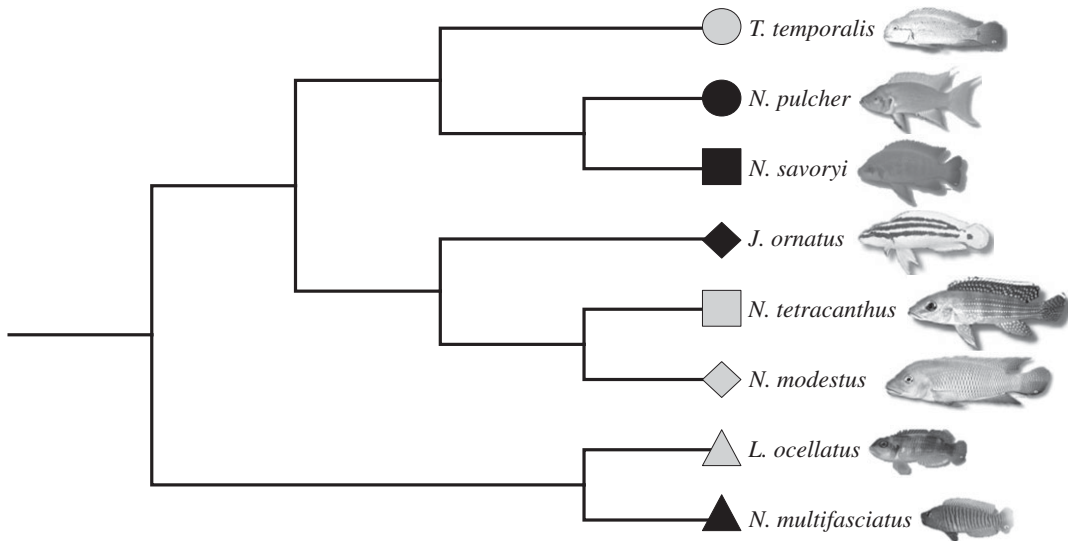 T. temporalis
N. pulcher
N. savoryi
J. ornatus
N. tetracanthus
N. modestus
L. ocellatus
N. multifasciatus